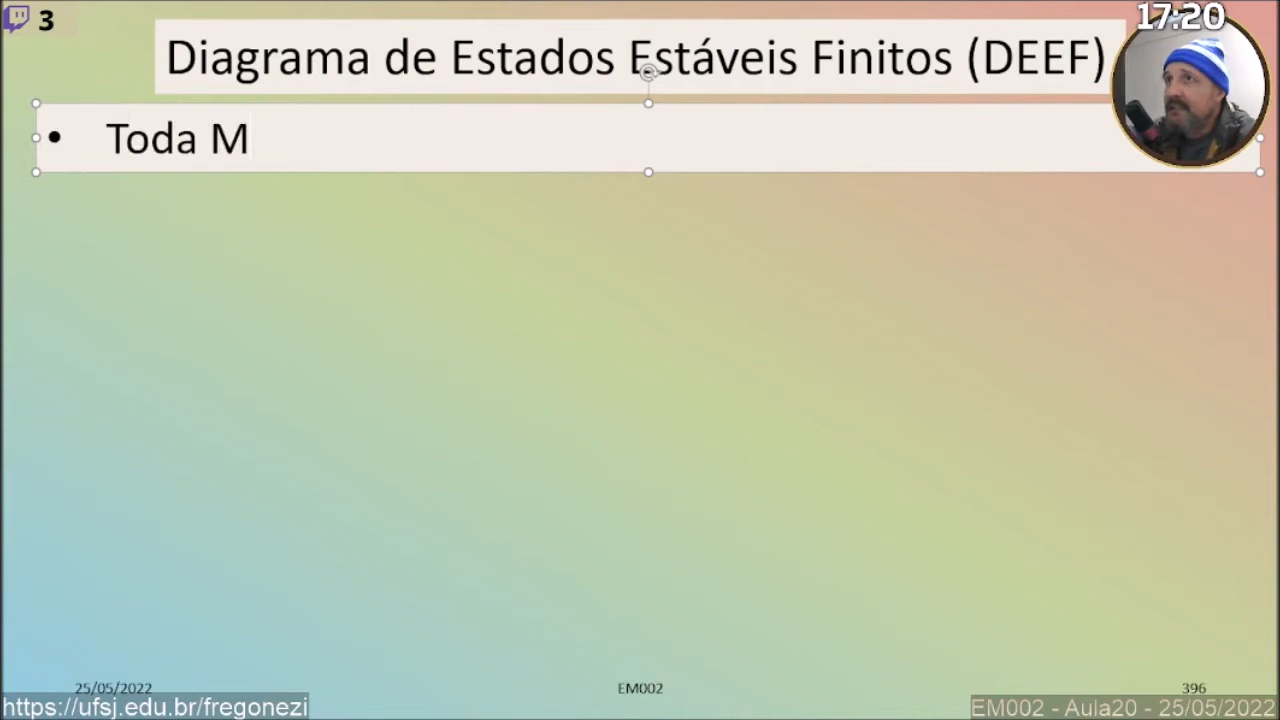 3
17:20
Diagrama de Estados Estáveis Finitos (DEEF)
• Toda M
25/05/2022
EM002
396
https://ufsj.edu.br/fregonezi
EM002 - Aula20 - 25/05/2022